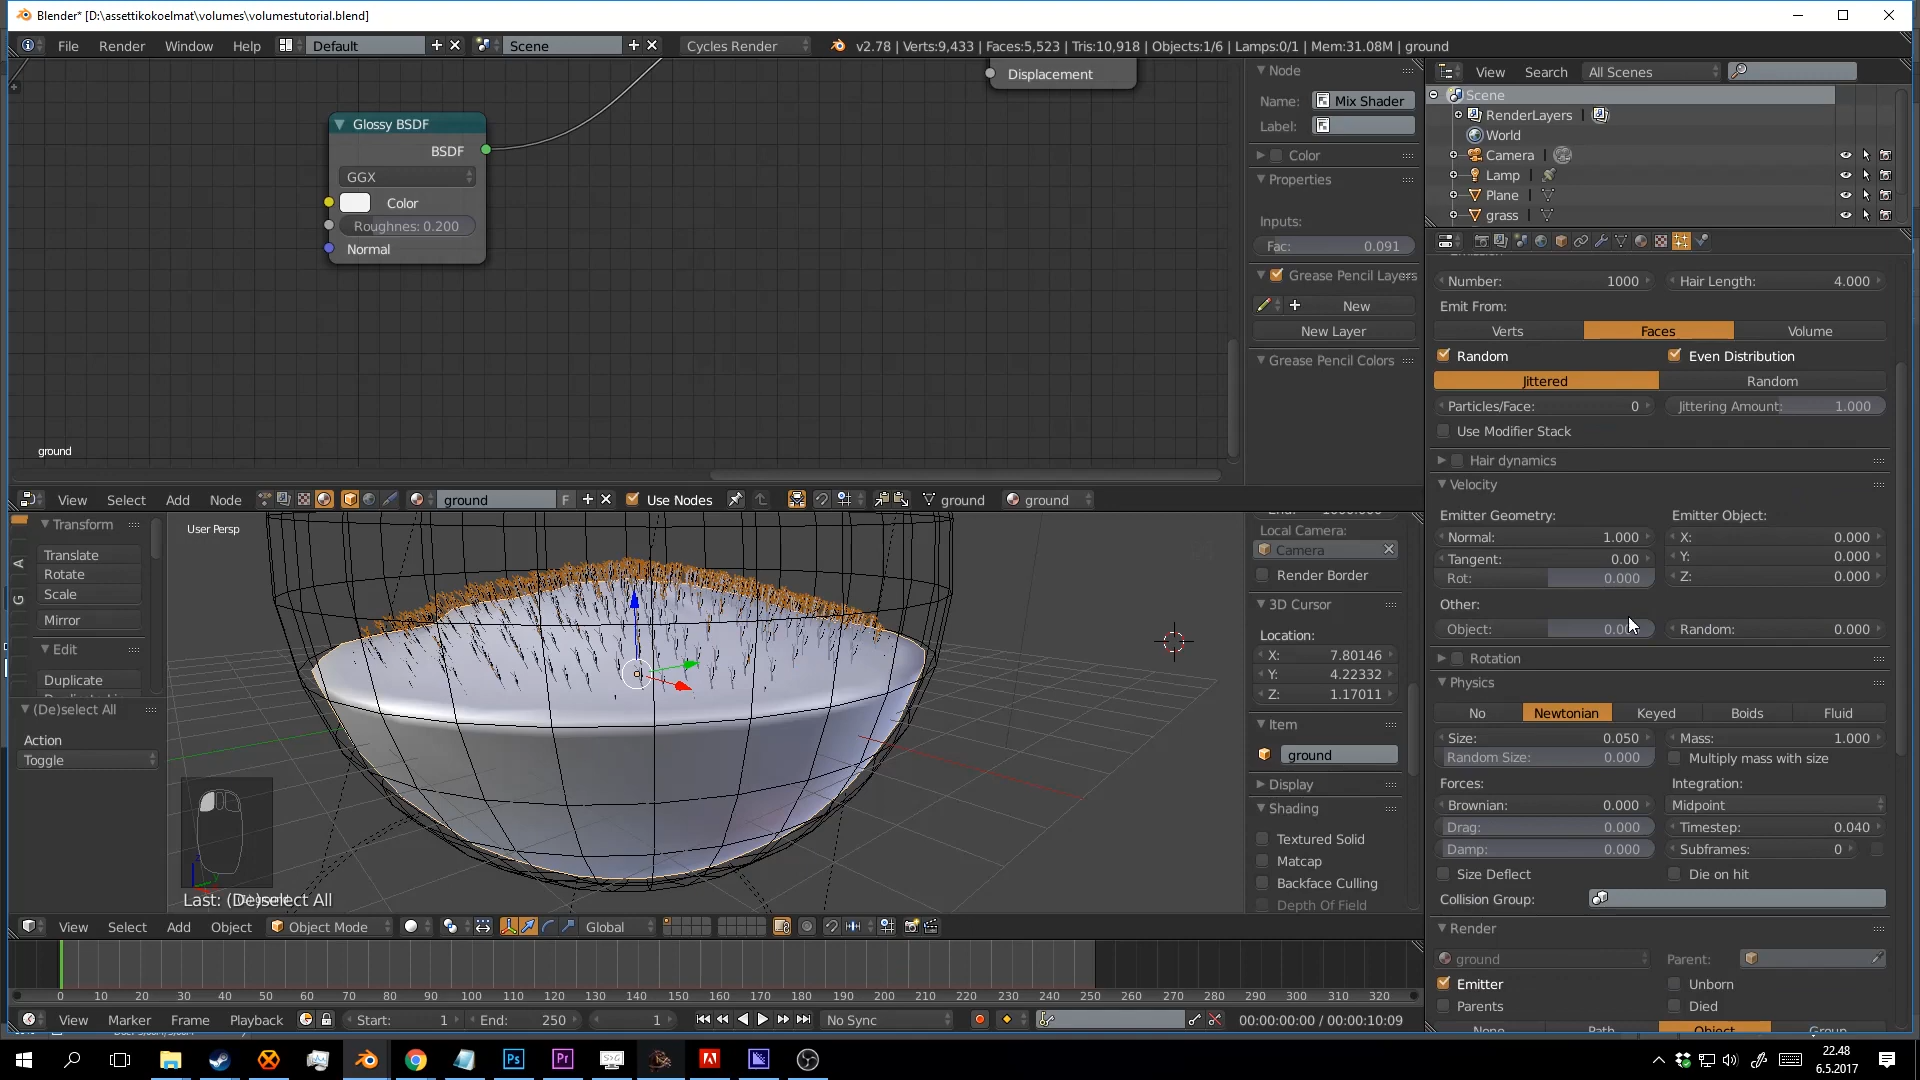 Blender* [D:\assettikokoelmat\volumes\volumestutorial.blend]
File Render Window Help Default Scene Cycles Render v2.78 | Verts:9,433 | Faces:5,523 | Tris:10,918 | Objects:1/6 | Lamps:0/1 | Mem:31.08M | ground
Displacement
Glossy BSDF
BSDF
GGX
Color
Roughnes: 0.200
Normal
ground
Node
Name: Mix Shader
Label:
Color
Properties
Inputs:
Fac: 0.091
Grease Pencil Layers
New
New Layer
Grease Pencil Colors
View Search All Scenes
Scene
RenderLayers |
World
Camera |
Lamp |
Plane |
grass |
Number: 1000 Hair Length: 4.000
Emit From:
Verts Faces Volume
Random Even Distribution
Jittered Random
Particles/Face: 0 Jittering Amount: 1.000
Use Modifier Stack
Hair dynamics
Velocity
Emitter Geometry: Emitter Object:
Normal: 1.000 X: 0.000
Tangent: 0.00 Y: 0.000
Rot: 0.000 Z: 0.000
Other:
Object: Random: 0.000
Rotation
Physics
No Newtonian Keyed Boids Fluid
Size: 0.050 Mass: 1.000
Random Size: 0.000 Multiply mass with size
Forces: Integration:
Brownian: 0.000 Midpoint
Drag: 0.000 Timestep: 0.040
Damp: 0.000 Subframes: 0
Size Deflect Die on hit
Collision Group:
Render
ground Parent:
Emitter Unborn
Parents Died
None Path Object Group
View Select Add Node ground F Use Nodes ground ground
Transform
Translate
Rotate
Scale
Mirror
Edit
Duplicate
(De)select All
Action
Toggle
A
G
User Persp
Last: (De)select All
Local Camera:
Camera
Render Border
3D Cursor
Location:
X: 7.80146
Y: 4.22332
Z: 1.17011
Item
ground
Display
Shading
Textured Solid
Matcap
Backface Culling
Depth Of Field
View Select Add Object Object Mode Global
0 10 20 30 40 50 60 70 80 90 100 110 120 130 140 150 160 170 180 190 200 210 220 230 240 250 260 270 280 290 300 310 320
View Marker Frame Playback Start: 1 End: 250 1 No Sync 00:00:00:00 / 00:00:10:09
Ps Pr
22.48
6.5.2017